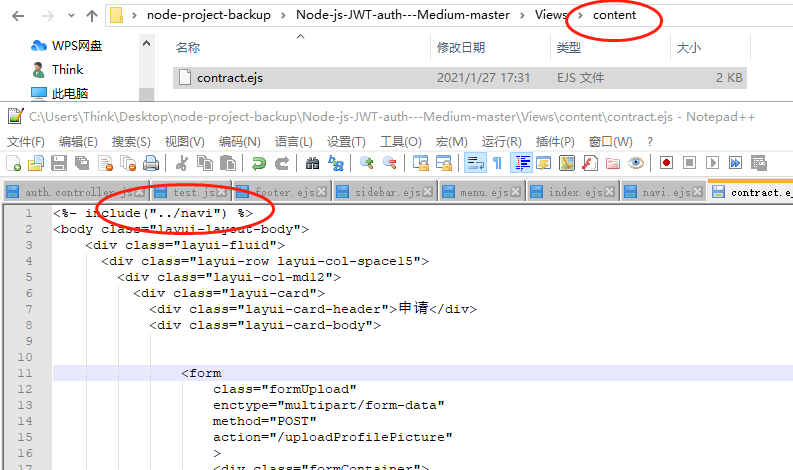 node-project-backup > Node-js-JWT-auth---Medium-master > Views > content
WPS网盘
Think
此电脑
名称 修改日期 类型 大小
contract.ejs 2021/1/27 17:31 EJS 文件 2 KB
C:\Users\Think\Desktop\node-project-backup\Node-js-JWT-auth---Medium-master\Views\content\contract.ejs - Notepad++
文件(F) 编辑(E) 搜索(S) 视图(V) 编码(N) 语言(L) 设置(T) 工具(O) 宏(M) 运行(R) 插件(P) 窗口(W) ?
auth.controller.js test.js footer.ejs sidebar.ejs menu.ejs index.ejs navi.ejs contract.ej
1 <%- include("../navi") %>
2 <body class="layui-layout-body">
3 <div class="layui-fluid">
4 <div class="layui-row layui-col-space15">
5 <div class="layui-col-md12">
6 <div class="layui-card">
7 <div class="layui-card-header">申请</div>
8 <div class="layui-card-body">
9
10
11 <form
12 class="formUpload"
13 enctype="multipart/form-data"
14 method="POST"
15 action="/uploadProfilePicture"
16 >
17 <div class="formContainer">